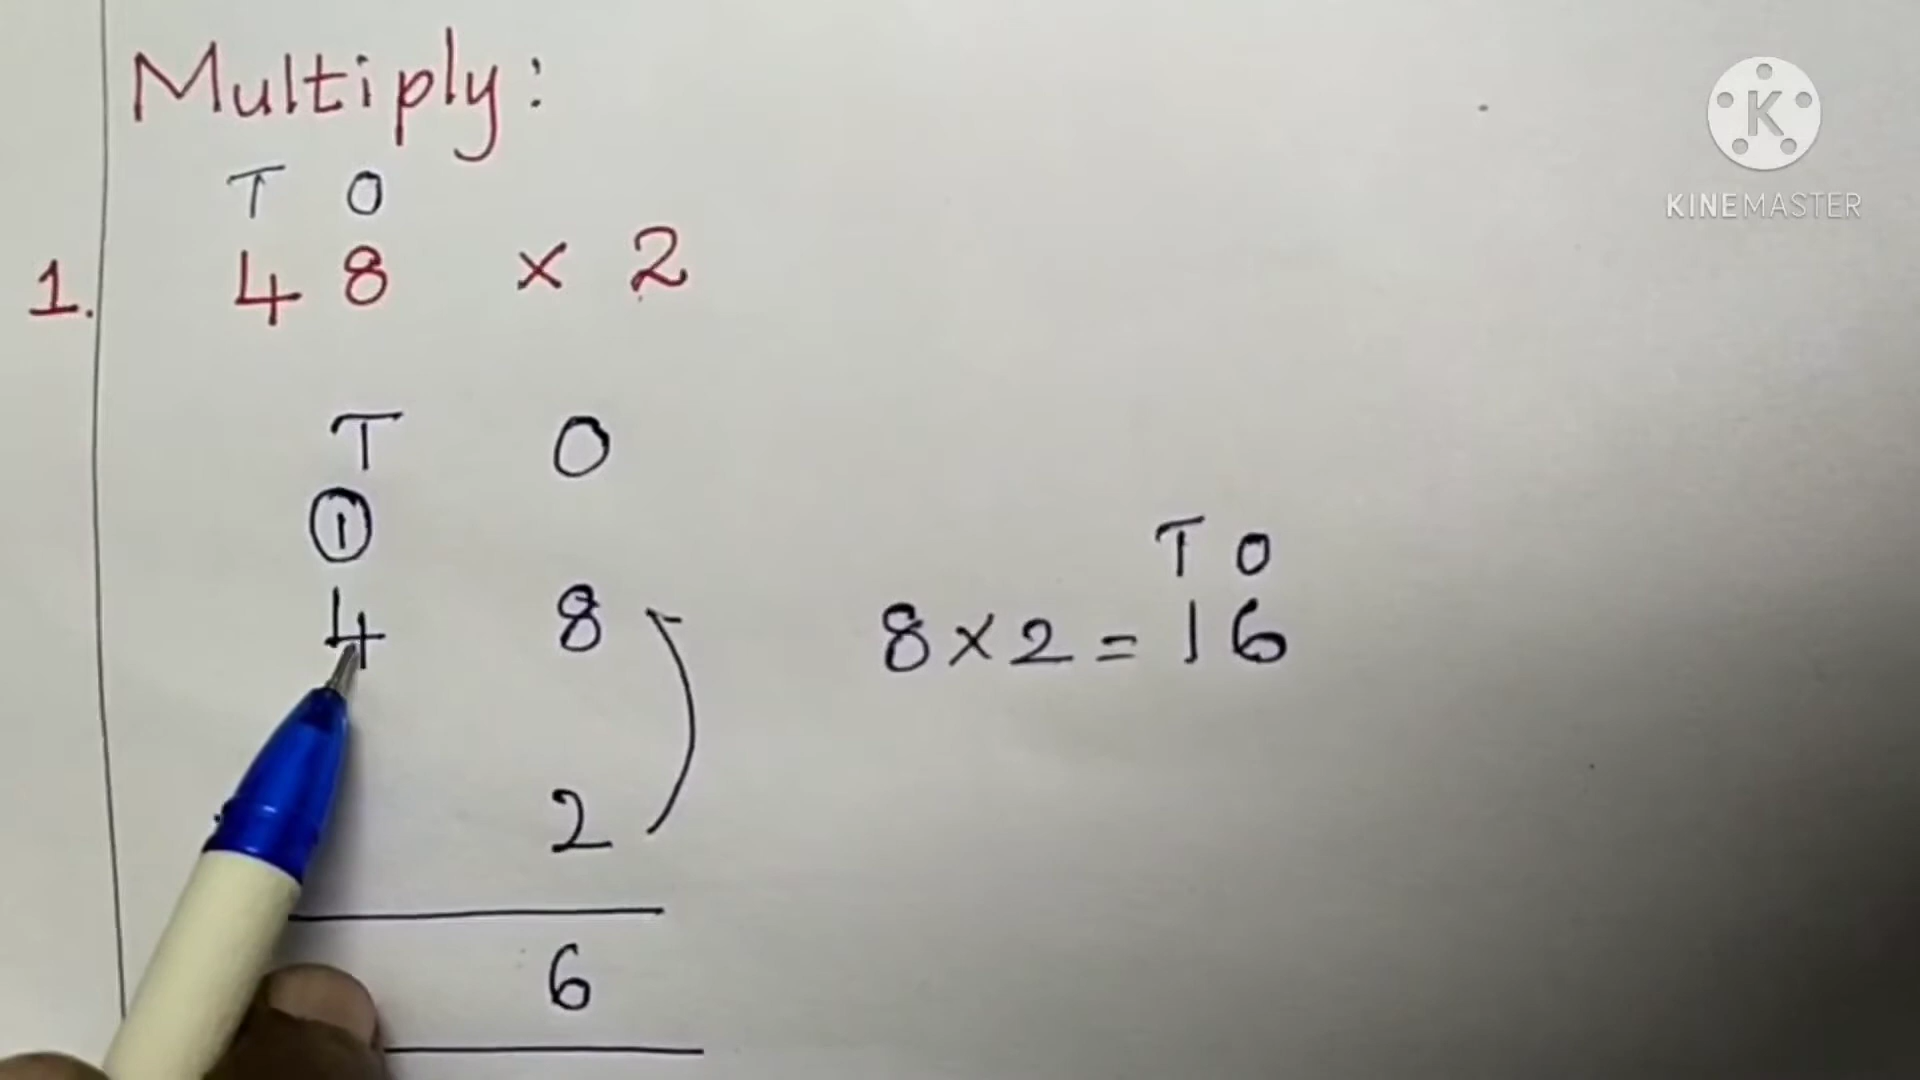 Multiply:
T O
1. 48 × 2
T O
1
4 8
2
6
T O
8 × 2 = 16
K
KINEMASTER